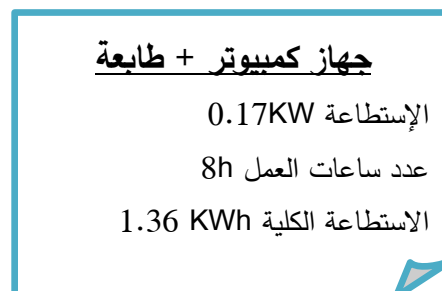 جهاز كمبيوتر + طابعة
الإستطاعة 0.17KW
عدد ساعات العمل 8h
الاستطاعة الكلية 1.36 KWh